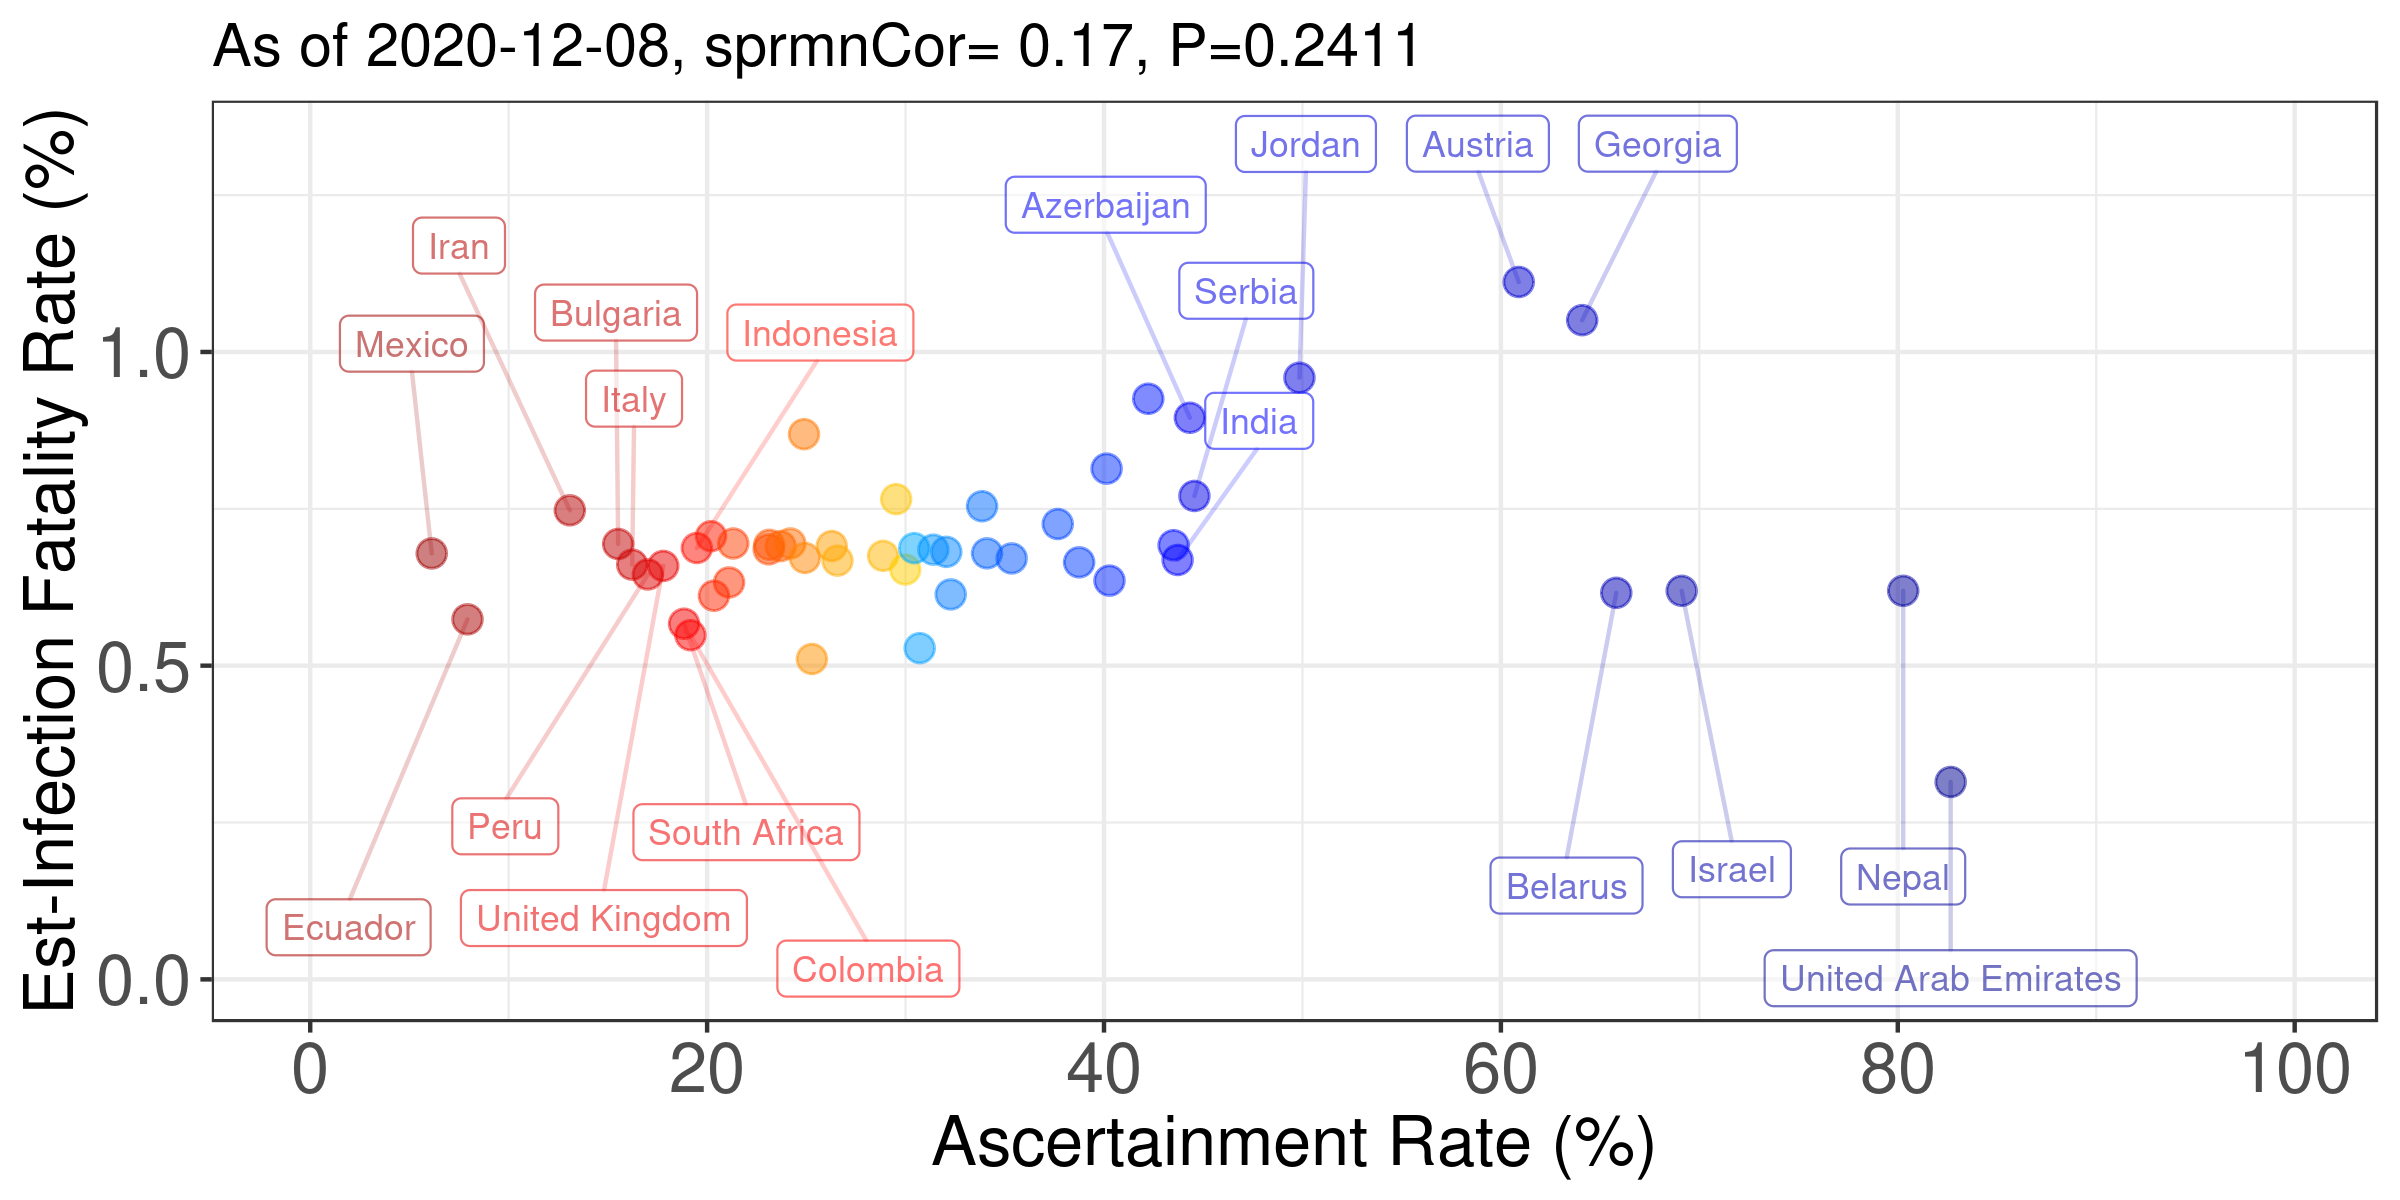 As of 2020-12-08, sprmnCor= 0.17, P=0.2411
Est-Infection Fatality Rate (%)
1.0
0.5
0.0
Jordan
Austria
Georgia
Azerbaijan
Iran
Serbia
Bulgaria
Indonesia
Mexico
Italy
India
Peru
South Africa
Israel
Nepal
Belarus
United Kingdom
Ecuador
Colombia
United Arab Emirates
0
20
40
60
80
100
Ascertainment Rate (%)